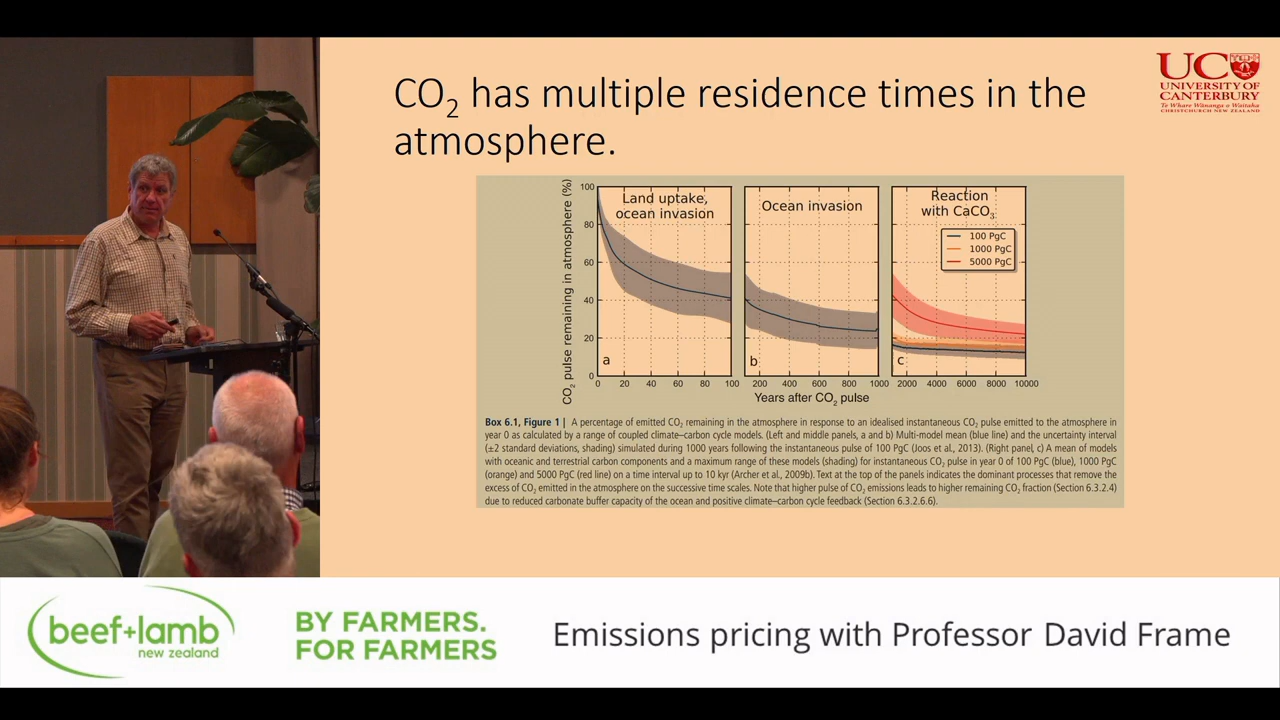 CO2 has multiple residence times in the
atmosphere.
UC
UNIVERSITY OF
CANTERBURY
Te Whare Wānanga o Waitaha
CHRISTCHURCH NEW ZEALAND
CO2 pulse remaining in atmosphere (%)
100
80
60
40
20
0
Land uptake,
ocean invasion
a
0 20 40 60 80 100
Ocean invasion
b
200 400 600 800 1000
Reaction
with CaCO3
100 PgC
1000 PgC
5000 PgC
c
2000 4000 6000 8000 10000
Years after CO2 pulse
Box 6.1, Figure 1 | A percentage of emitted CO2 remaining in the atmosphere in response to an idealised instantaneous CO2 pulse emitted to the atmosphere in
year 0 as calculated by a range of coupled climate–carbon cycle models. (Left and middle panels, a and b) Multi-model mean (blue line) and the uncertainty interval
(±2 standard deviations, shading) simulated during 1000 years following the instantaneous pulse of 100 PgC (Joos et al., 2013). (Right panel, c) A mean of models
with oceanic and terrestrial carbon components and a maximum range of these models (shading) for instantaneous CO2 pulse in year 0 of 100 PgC (blue), 1000 PgC
(orange) and 5000 PgC (red line) on a time interval up to 10 kyr (Archer et al., 2009b). Text at the top of the panels indicates the dominant processes that remove the
excess of CO2 emitted in the atmosphere on the successive time scales. Note that higher pulse of CO2 emissions leads to higher remaining CO2 fraction (Section 6.3.2.4)
due to reduced carbonate buffer capacity of the ocean and positive climate–carbon cycle feedback (Section 6.3.2.6.6).
beef+lamb
new zealand
BY FARMERS.
FOR FARMERS
Emissions pricing with Professor David Frame